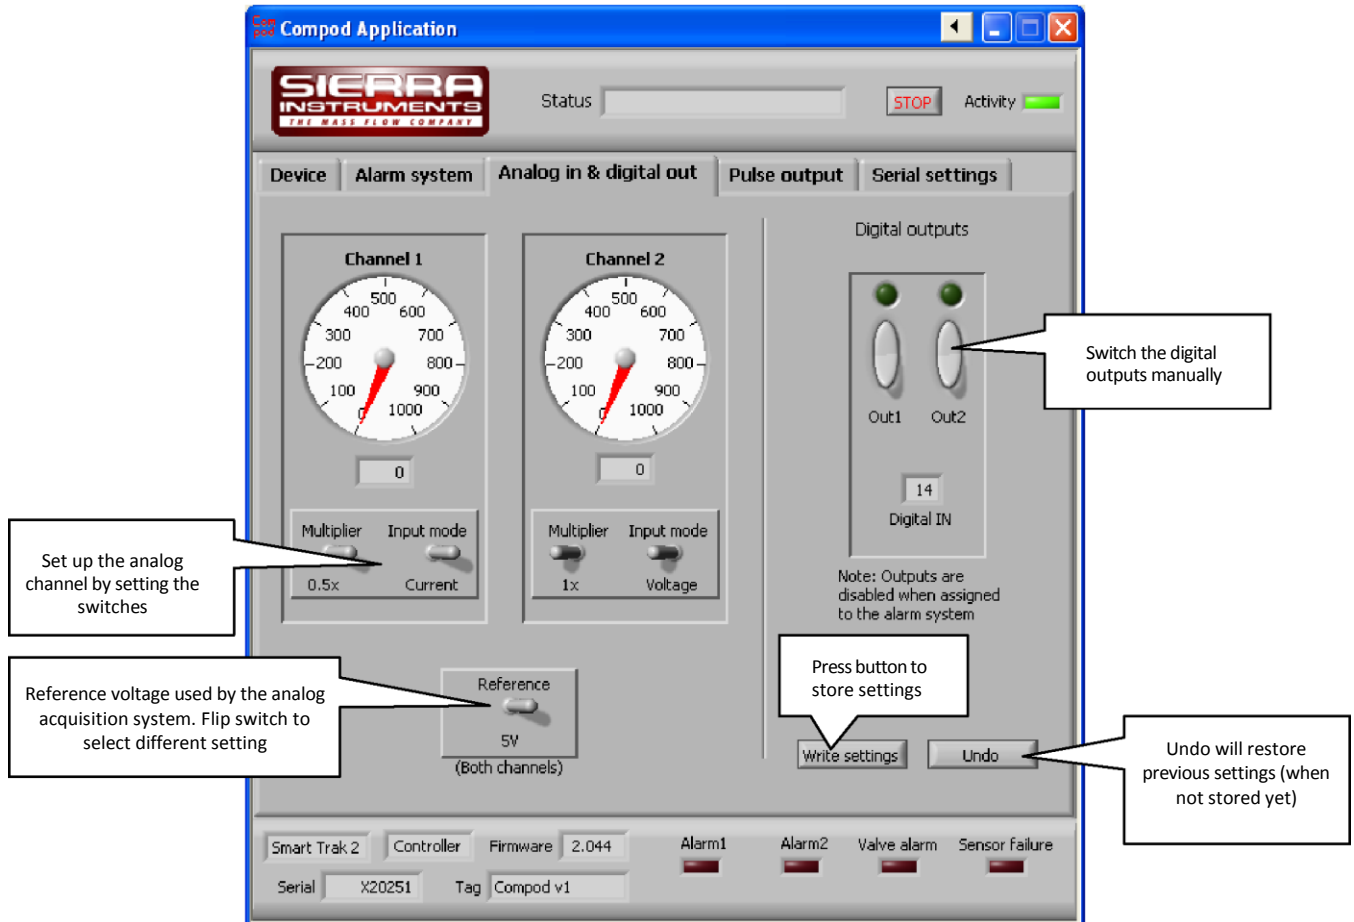 Compod Application
SIERRA
INSTRUMENTS
THE MASS FLOW COMPANY
Status
STOP
Activity
Device
Alarm system
Analog in & digital out
Pulse output
Serial settings
Channel 1
0
100
200
300
400
500
600
700
800
900
1000
0
Multiplier
Input mode
0.5x
Current
Channel 2
0
100
200
300
400
500
600
700
800
900
1000
0
Multiplier
Input mode
1x
Voltage
Digital outputs
Out1
Out2
14
Digital IN
Note: Outputs are
disabled when assigned
to the alarm system
Switch the digital
outputs manually
Set up the analog
channel by setting the
switches
Reference voltage used by the analog
acquisition system. Flip switch to
select different setting
Reference
5V
(Both channels)
Press button to
store settings
Write settings
Undo
Undo will restore
previous settings (when
not stored yet)
Smart Trak 2
Controller
Firmware
2.044
Serial
X20251
Tag
Compod v1
Alarm1
Alarm2
Valve alarm
Sensor failure